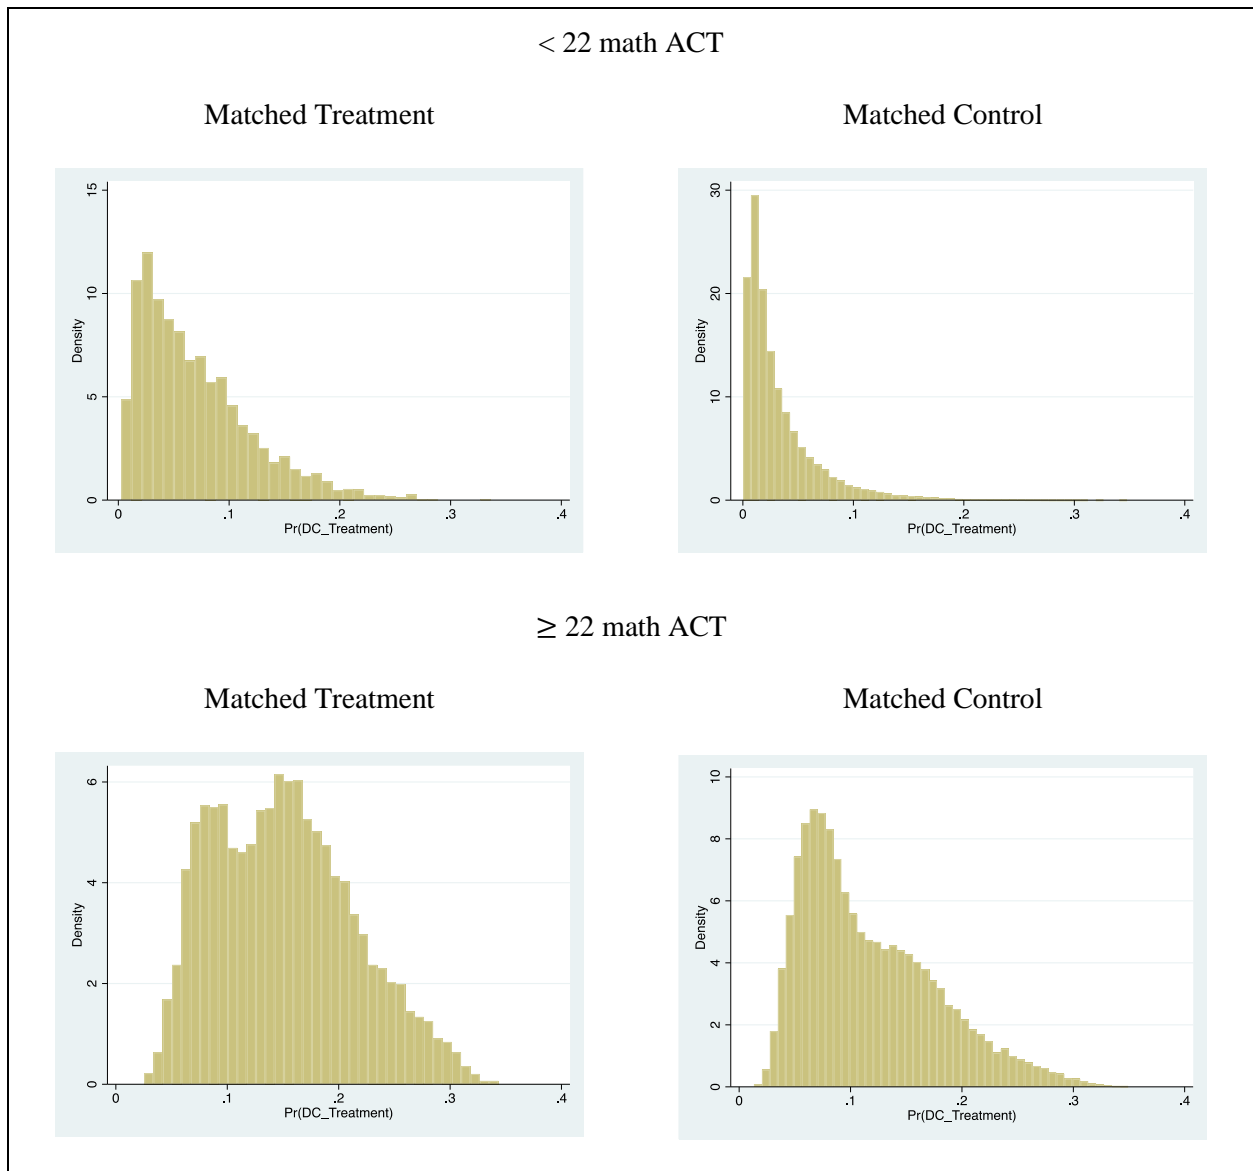 < 22 math ACT
Matched Treatment
Matched Control
15
10
5
0
Density
0 .1 .2 .3 .4
Pr(DC_Treatment)
30
20
10
0
Density
0 .1 .2 .3 .4
Pr(DC_Treatment)
≥ 22 math ACT
Matched Treatment
Matched Control
6
4
2
0
Density
0 .1 .2 .3 .4
Pr(DC_Treatment)
10
8
6
4
2
0
Density
0 .1 .2 .3 .4
Pr(DC_Treatment)